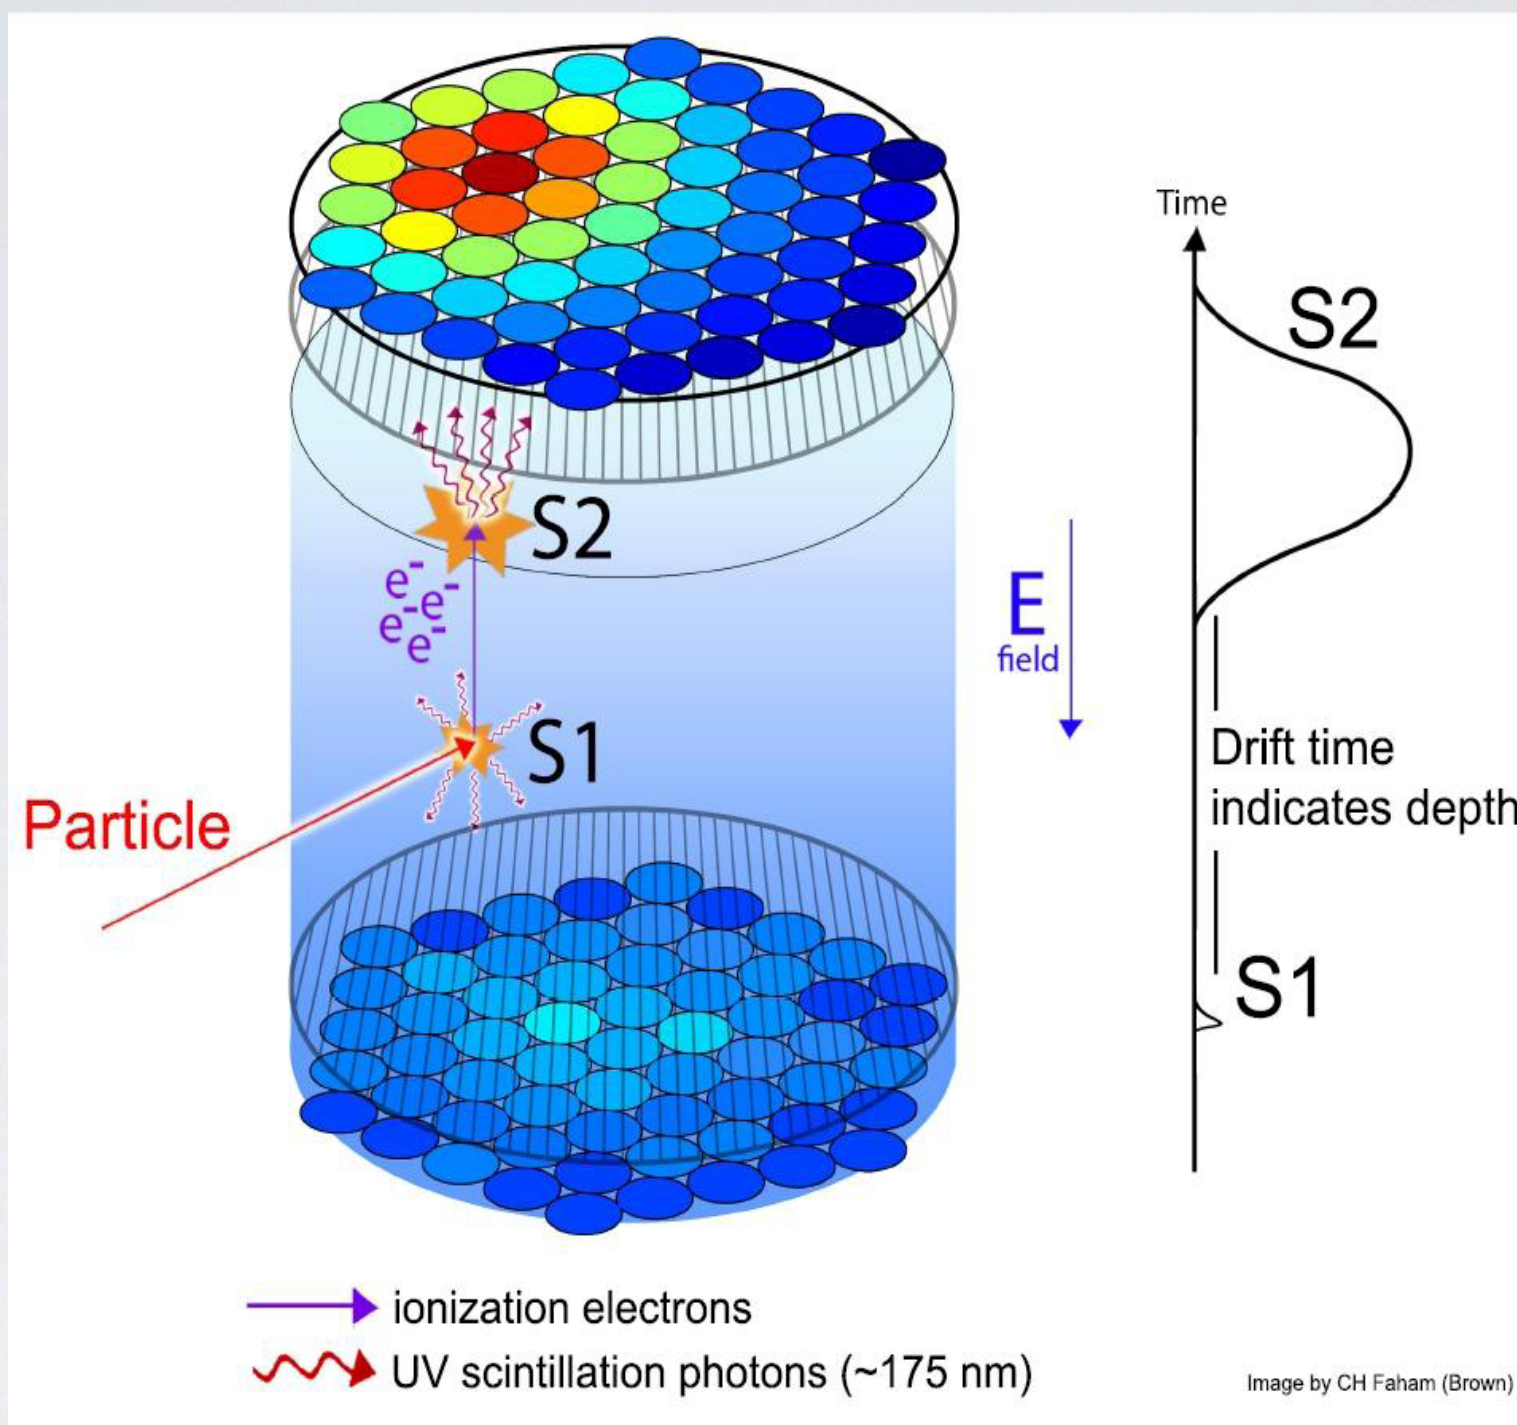 Time
S2
S2
e-
e-
e-
e-
E
field
S1
Drift time
indicates depth
Particle
S1
ionization electrons
UV scintillation photons (~175 nm)
Image by CH Faham (Brown)